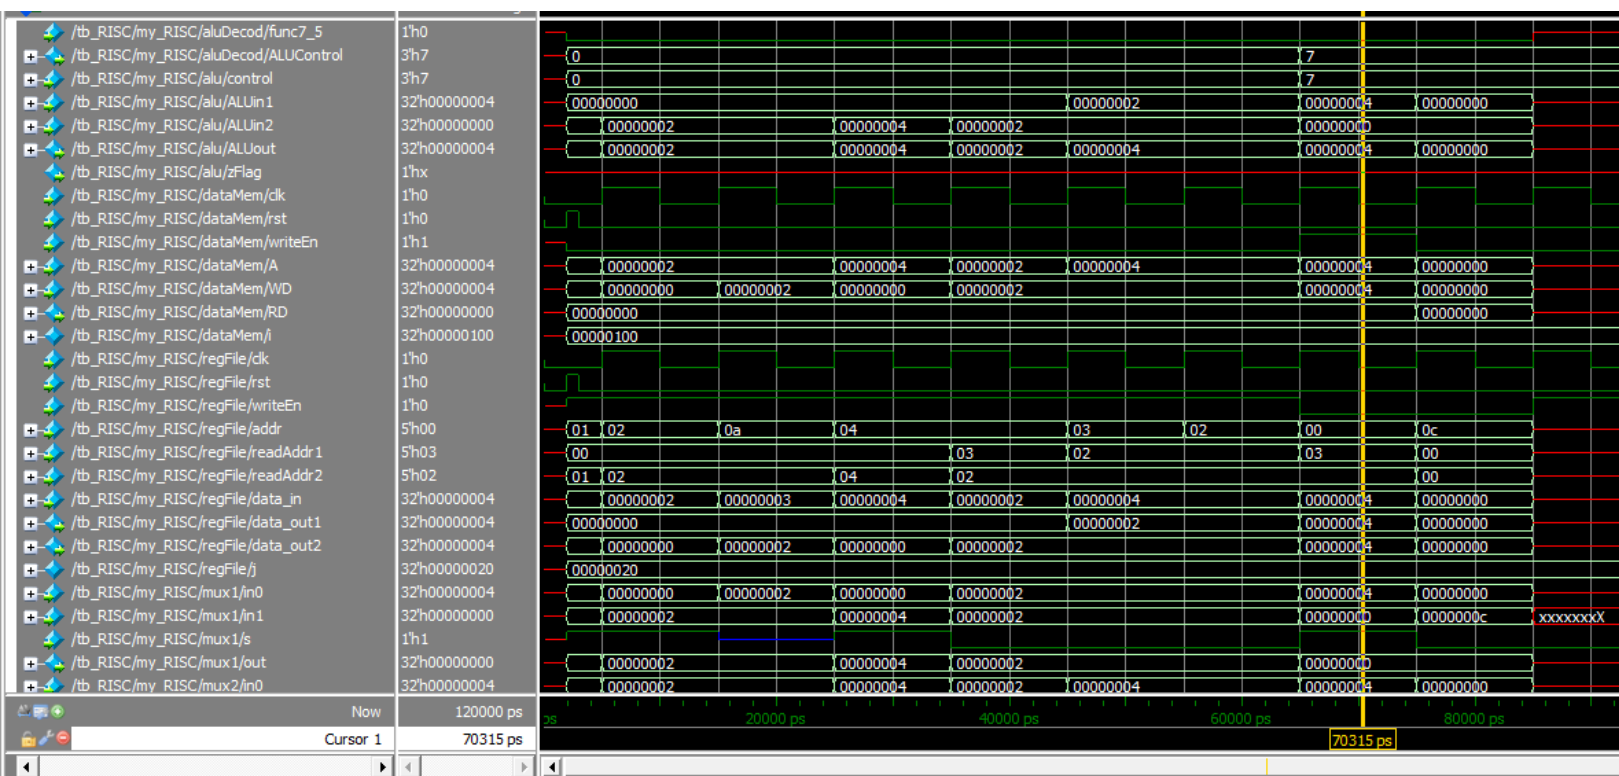 /tb_RISC/my_RISC/aluDecod/func7_5 1'h0
/tb_RISC/my_RISC/aluDecod/ALUControl 3'h7 0 7
/tb_RISC/my_RISC/alu/control 3'h7 0 7
/tb_RISC/my_RISC/alu/ALUin1 32'h00000004 00000000 00000002 00000004 00000000
/tb_RISC/my_RISC/alu/ALUin2 32'h00000000 00000002 00000004 00000002 00000000
/tb_RISC/my_RISC/alu/ALUout 32'h00000004 00000002 00000004 00000002 00000004 00000004 00000000
/tb_RISC/my_RISC/alu/zFlag 1'hx
/tb_RISC/my_RISC/dataMem/clk 1'h0
/tb_RISC/my_RISC/dataMem/rst 1'h0
/tb_RISC/my_RISC/dataMem/writeEn 1'h1
/tb_RISC/my_RISC/dataMem/A 32'h00000004 00000002 00000004 00000002 00000004 00000004 00000000
/tb_RISC/my_RISC/dataMem/WD 32'h00000004 00000000 00000002 00000000 00000002 00000004 00000000
/tb_RISC/my_RISC/dataMem/RD 32'h00000000 00000000 00000000
/tb_RISC/my_RISC/dataMem/i 32'h00000100 00000100
/tb_RISC/my_RISC/regFile/clk 1'h0
/tb_RISC/my_RISC/regFile/rst 1'h0
/tb_RISC/my_RISC/regFile/writeEn 1'h0
/tb_RISC/my_RISC/regFile/addr 5'h00 01 02 0a 04 03 02 00 0c
/tb_RISC/my_RISC/regFile/readAddr1 5'h03 00 03 02 03 00
/tb_RISC/my_RISC/regFile/readAddr2 5'h02 01 02 04 02 00
/tb_RISC/my_RISC/regFile/data_in 32'h00000004 00000002 00000003 00000004 00000002 00000004 00000004 00000000
/tb_RISC/my_RISC/regFile/data_out1 32'h00000004 00000000 00000002 00000004 00000000
/tb_RISC/my_RISC/regFile/data_out2 32'h00000004 00000000 00000002 00000000 00000002 00000004 00000000
/tb_RISC/my_RISC/regFile/j 32'h00000020 00000020
/tb_RISC/my_RISC/mux1/in0 32'h00000004 00000000 00000002 00000000 00000002 00000004 00000000
/tb_RISC/my_RISC/mux1/in1 32'h00000000 00000002 00000004 00000002 00000000 0000000c xxxxxxxX
/tb_RISC/my_RISC/mux1/s 1'h1
/tb_RISC/my_RISC/mux1/out 32'h00000000 00000002 00000004 00000002 00000000
/tb_RISC/my_RISC/mux2/in0 32'h00000004 00000002 00000004 00000002 00000004 00000004 00000000
Now 120000 ps ps 20000 ps 40000 ps 60000 ps 80000 ps
Cursor 1 70315 ps 70315 ps